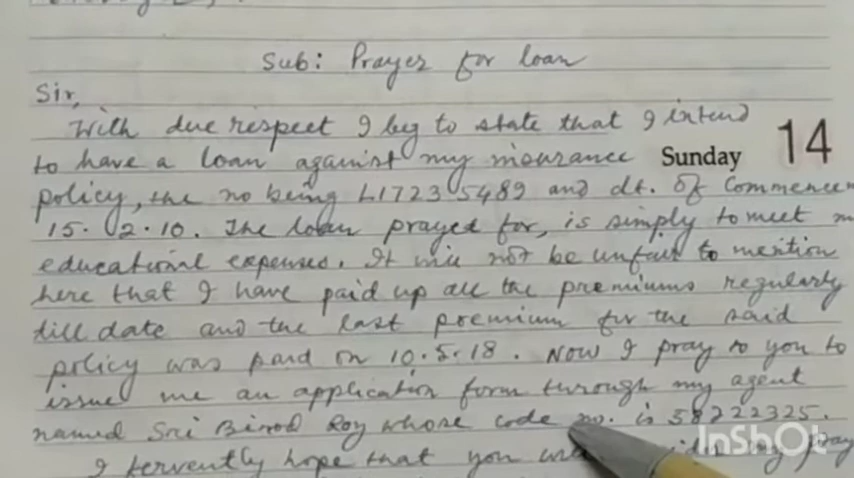 Sub: Prayer for loan
Sir,
With due respect I beg to state that I intend
to have a loan against my insurance
Sunday 14
policy, the no being L17235489 and dt. of Commencem
15. 2. 10. The loan prayed for, is simply to meet m
educational expenses. It will not be unfair to mention
here that I have paid up all the premiums regularly
till date and the last premium for the said
policy was paid on 10.5.18. Now I pray to you to
issue me an application form through my agent
named Sri Binod Roy whose code no. is 58722325.
I fervently hope that you my pray
InShOt